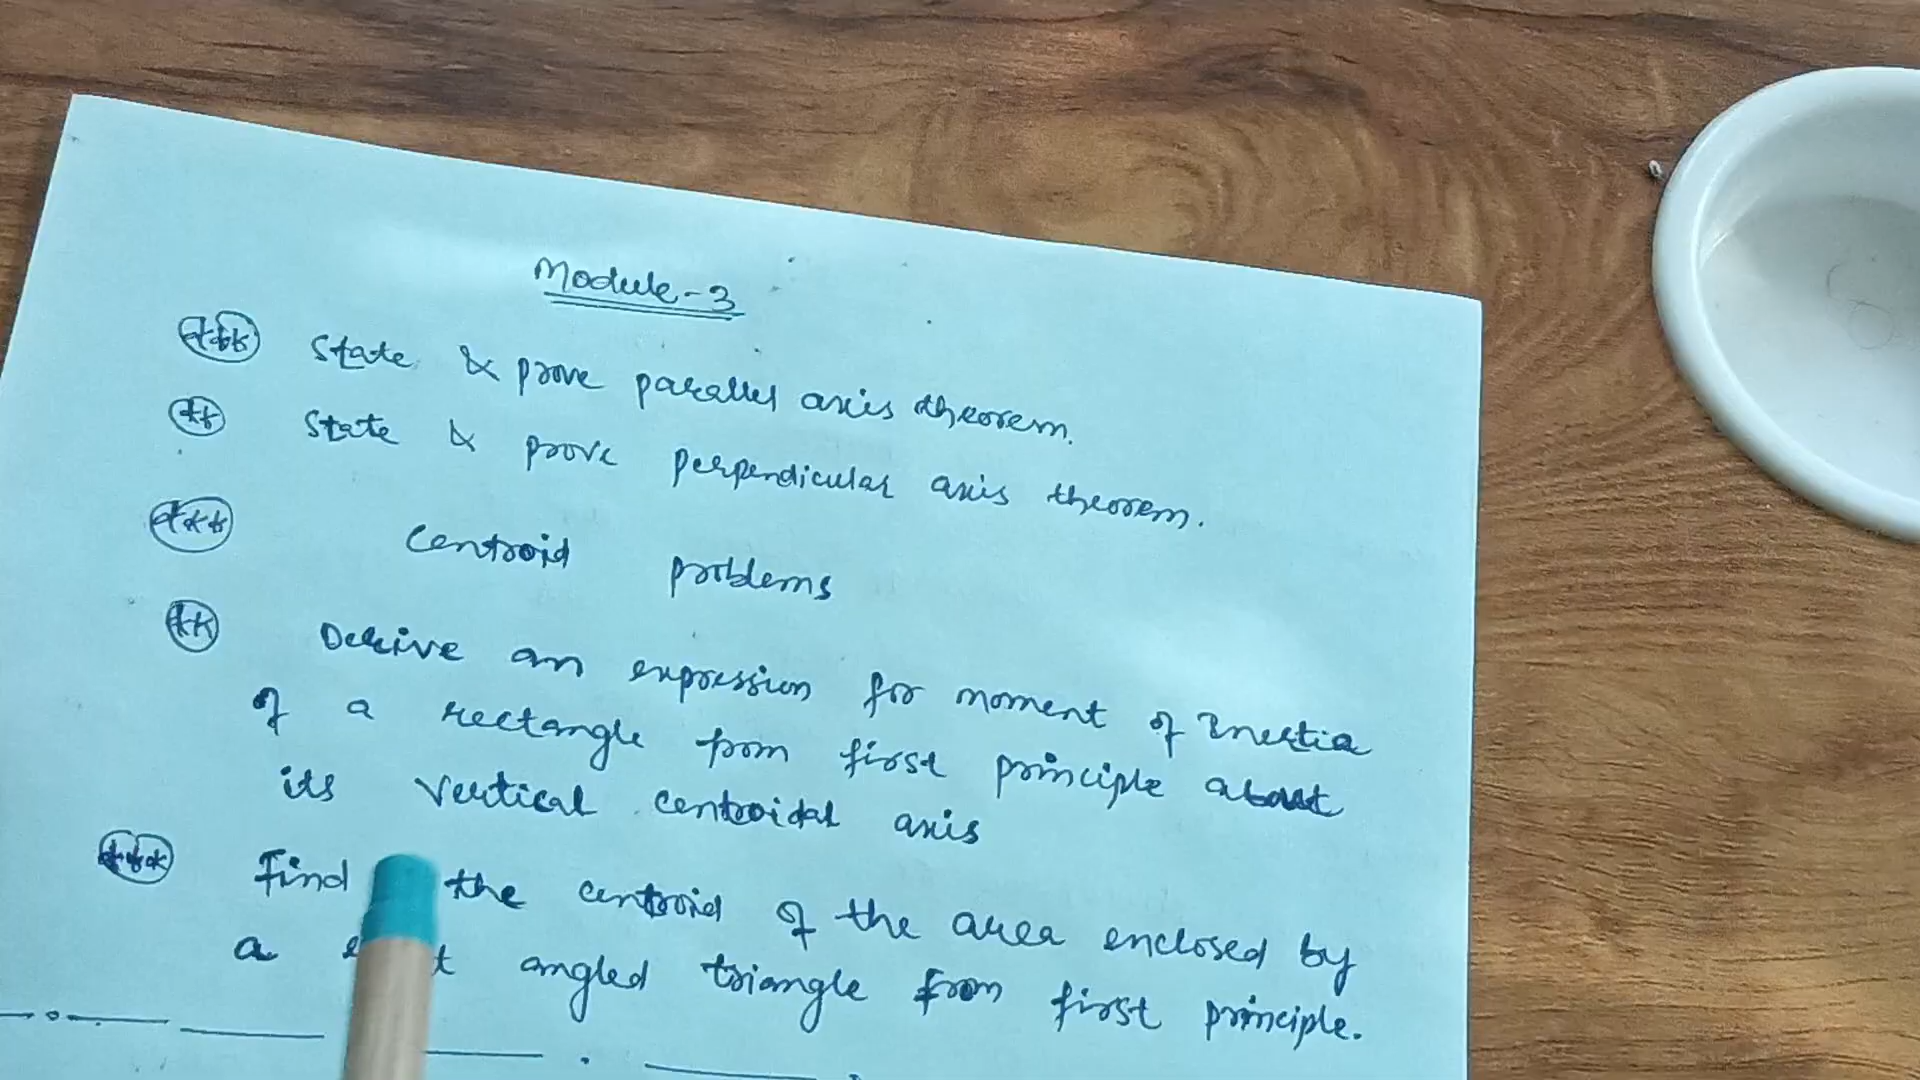 Module-3
*** State & prove parallel axis theorem.
** State & prove perpendicular axis theorem.
*** Centroid problems
** Derive an expression for moment of Inertia
of a rectangle from first principle about
its vertical centroidal axis
*** Find the centroid of the area enclosed by
a angled triangle from first principle.